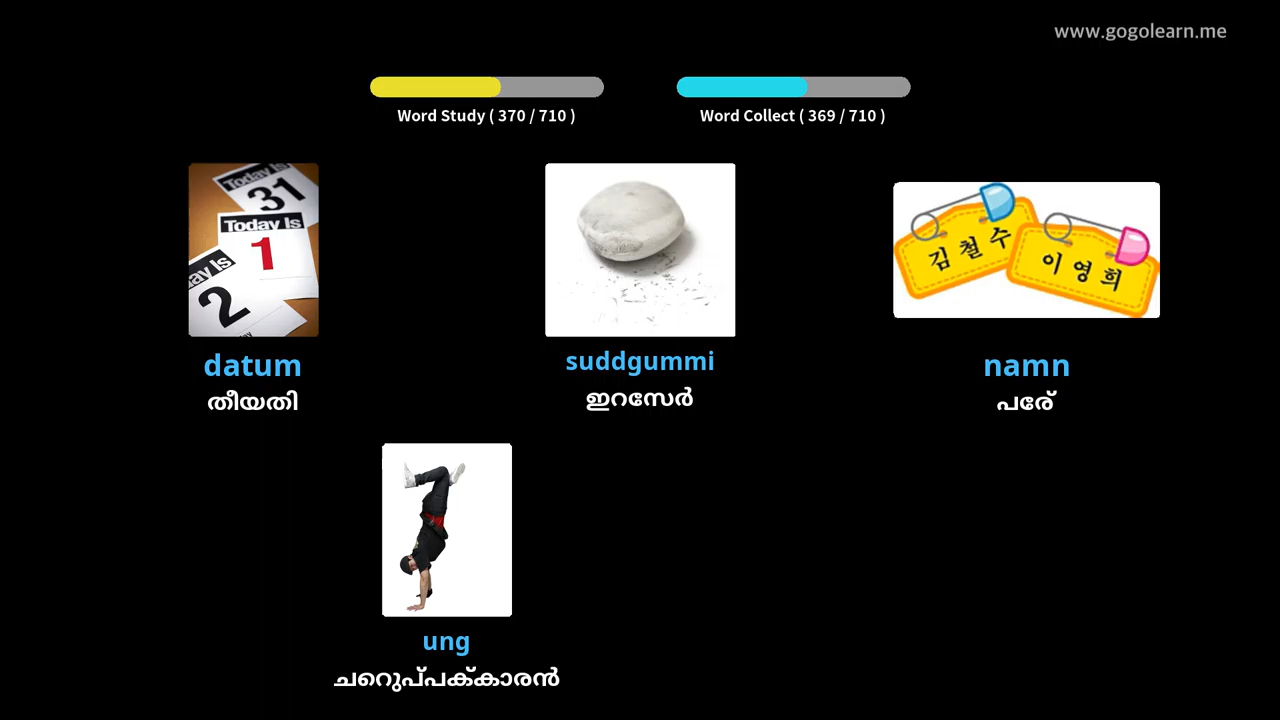 www.gogolearn.me
Word Study ( 370 / 710 )
Word Collect ( 369 / 710 )
Today Is
31
Today Is
1
Today Is
2
김철수
이영희
datum
തീയതി
suddgummi
ഇറസേർ
namn
പേര്
ung
ചെറുപ്പക്കാരൻ